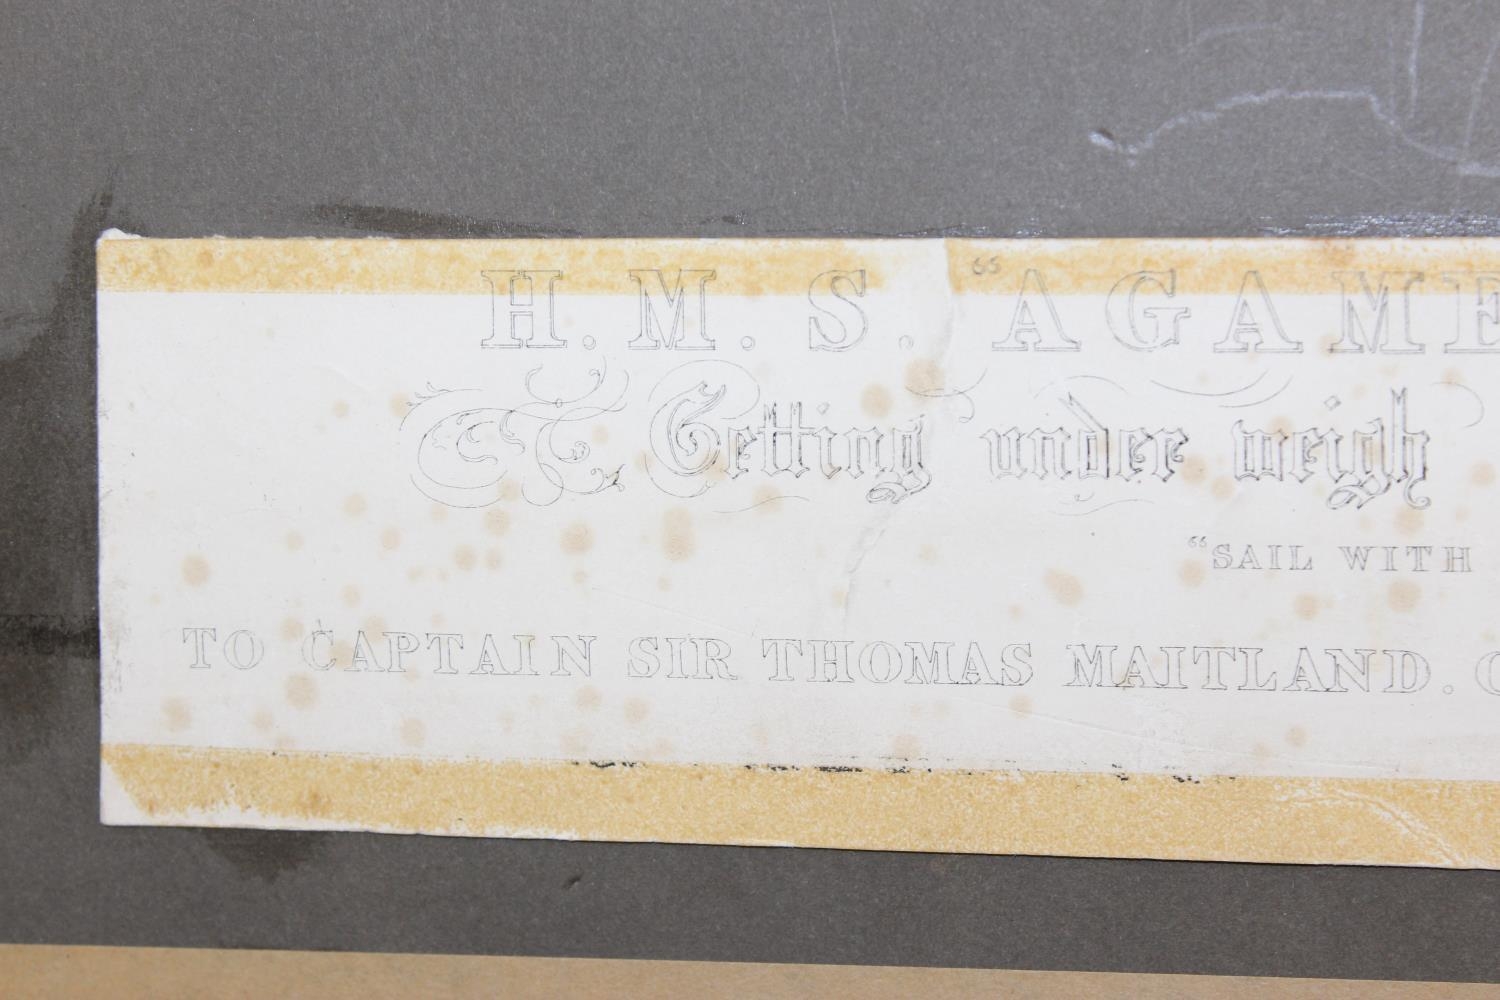 H.M.S. "AGAME
Getting under weigh
"SAIL WITH
TO CAPTAIN SIR THOMAS MAITLAND. C